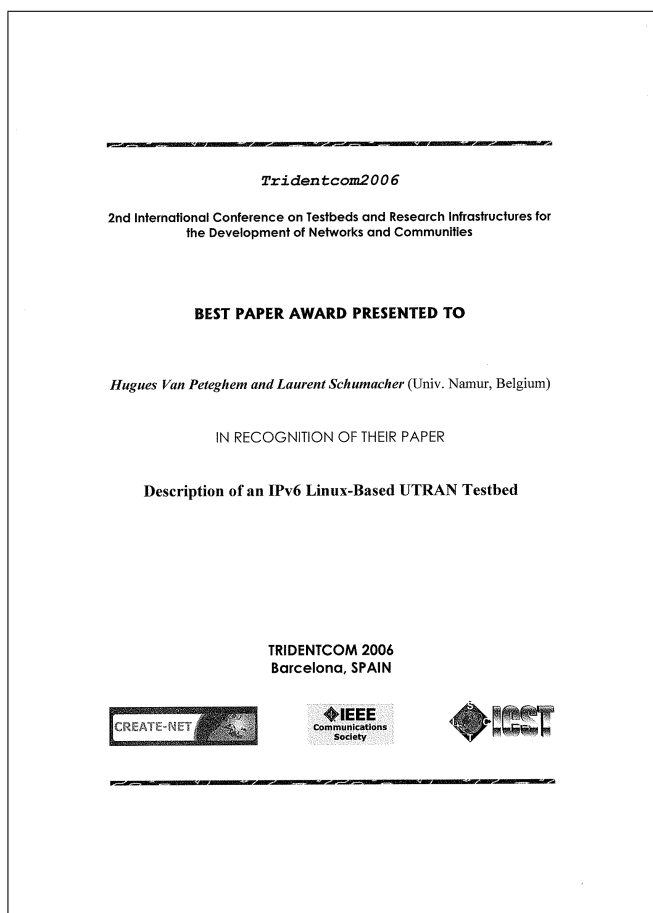 Tridentcom2006
2nd International Conference on Testbeds and Research Infrastructures for
the Development of Networks and Communities
BEST PAPER AWARD PRESENTED TO
Hugues Van Peteghem and Laurent Schumacher (Univ. Namur, Belgium)
IN RECOGNITION OF THEIR PAPER
Description of an IPv6 Linux-Based UTRAN Testbed
TRIDENTCOM 2006
Barcelona, SPAIN
CREATE-NET
IEEE
Communications
Society
ICST